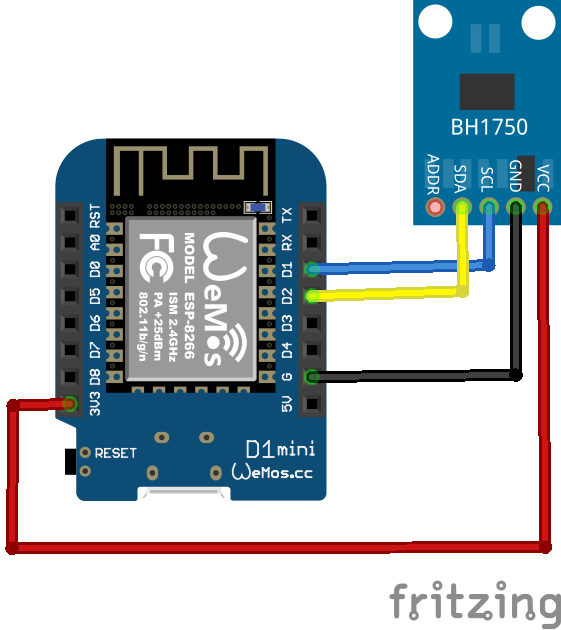 BH1750
ADDR
SDA
SCL
GND
VCC
RST
A0
D0
D5
D6
D7
D8
3V3
TX
RX
D1
D2
D3
D4
G
5V
WeMos
MODEL ESP-8266
ISM 2.4GHz
PA +25dBm
802.11b/g/n
FC
RESET
D1mini
WeMos.cc
fritzing